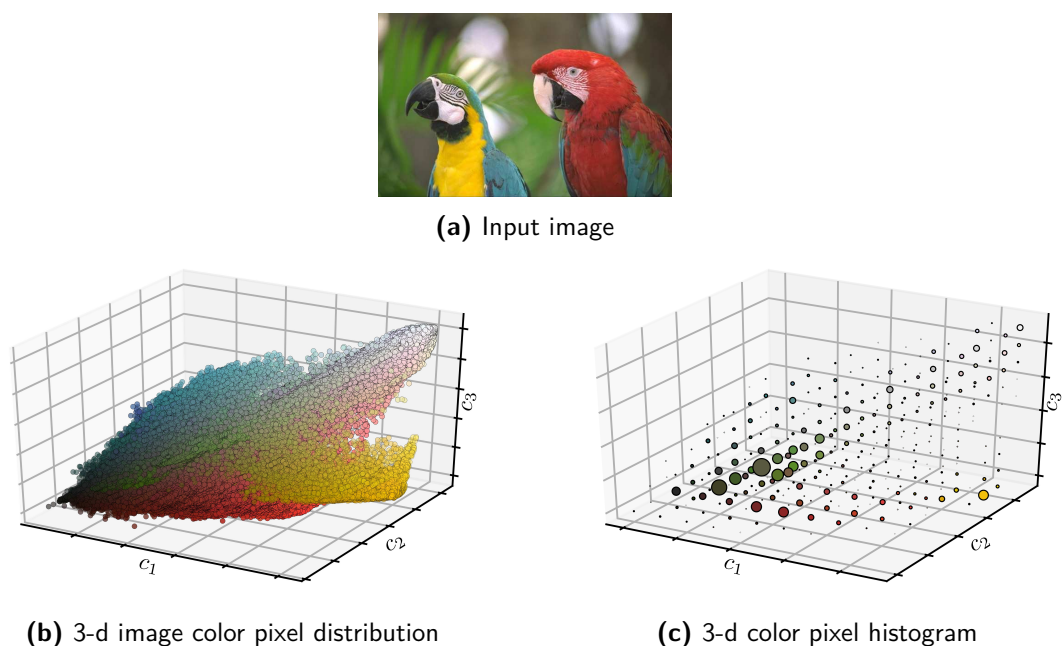 (a) Input image
c1
c2
c3
c1
c2
c3
(b) 3-d image color pixel distribution
(c) 3-d color pixel histogram